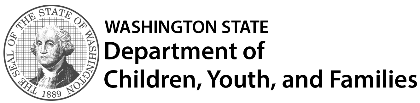 THE SEAL OF THE STATE OF WASHINGTON
1889
WASHINGTON STATE
Department of
Children, Youth, and Families